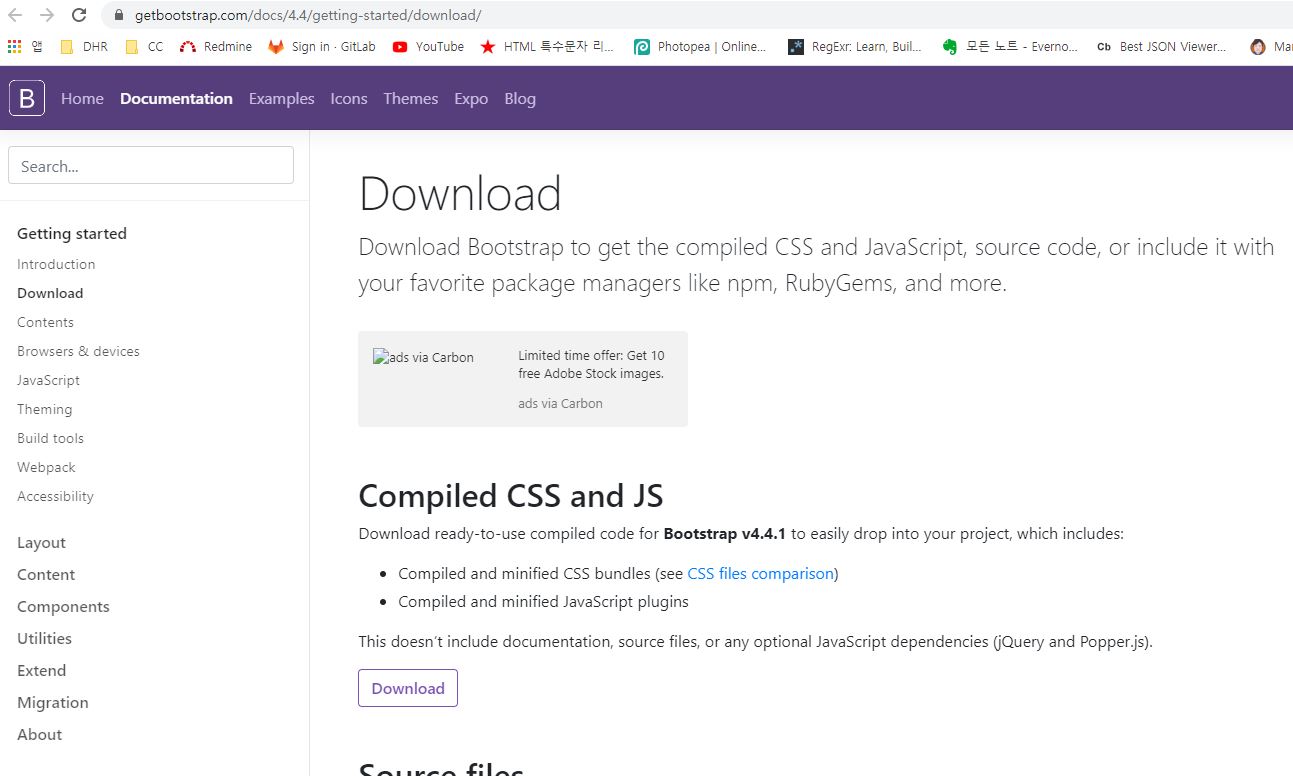 getbootstrap.com/docs/4.4/getting-started/download/
앱 DHR CC Redmine Sign in · GitLab YouTube HTML 특수문자 리... Photopea | Online... RegExr: Learn, Buil... 모든 노트 - Everno... Cb Best JSON Viewer... Mar
B Home Documentation Examples Icons Themes Expo Blog
Search...
Getting started
Introduction
Download
Contents
Browsers & devices
JavaScript
Theming
Build tools
Webpack
Accessibility
Layout
Content
Components
Utilities
Extend
Migration
About
Download
Download Bootstrap to get the compiled CSS and JavaScript, source code, or include it with
your favorite package managers like npm, RubyGems, and more.
ads via Carbon
Limited time offer: Get 10
free Adobe Stock images.
ads via Carbon
Compiled CSS and JS
Download ready-to-use compiled code for Bootstrap v4.4.1 to easily drop into your project, which includes:
• Compiled and minified CSS bundles (see CSS files comparison)
• Compiled and minified JavaScript plugins
This doesn’t include documentation, source files, or any optional JavaScript dependencies (jQuery and Popper.js).
Download
Source files